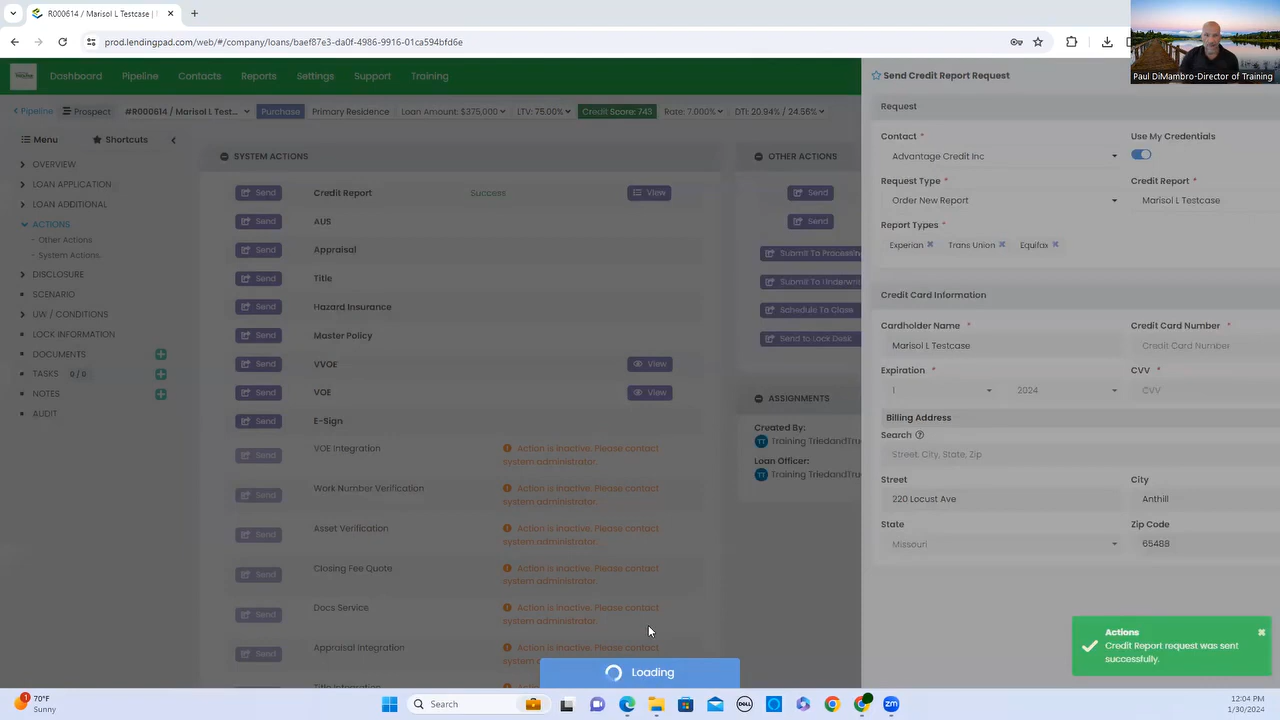 R000614 / Marisol L Testcase |
prod.lendingpad.com/web/#/company/loans/baef87e3-da0f-4986-9916-01ca594bfd6e
Paul DiMambro-Director of Training
Dashboard Pipeline Contacts Reports Settings Support Training
Pipeline Prospect #R000614 / Marisol L Test... Purchase Primary Residence Loan Amount: $375,000 LTV: 75.00% Credit Score: 743 Rate: 7.000% DTI: 20.94% / 24.56%
Menu Shortcuts
OVERVIEW
LOAN APPLICATION
LOAN ADDITIONAL
ACTIONS
Other Actions
System Actions
DISCLOSURE
SCENARIO
UW / CONDITIONS
LOCK INFORMATION
DOCUMENTS
TASKS 0 / 0
NOTES
AUDIT
SYSTEM ACTIONS
Send Credit Report Success View
Send AUS
Send Appraisal
Send Title
Send Hazard Insurance
Send Master Policy
Send VVOE View
Send VOE View
Send E-Sign
Send VOE Integration Action is inactive. Please contact
system administrator.
Send Work Number Verification Action is inactive. Please contact
system administrator.
Send Asset Verification Action is inactive. Please contact
system administrator.
Send Closing Fee Quote Action is inactive. Please contact
system administrator.
Send Docs Service Action is inactive. Please contact
system administrator.
Send Appraisal Integration Action is inactive. Please contact
system
Loading
OTHER ACTIONS
Send
Send
Submit To Processin
Submit To Underwri
Schedule To Close
Send to Lock Desk
ASSIGNMENTS
Created By:
TT Training TriedandTru
Loan Officer:
TT Training TriedandTru
Send Credit Report Request
Request
Contact * Use My Credentials
Advantage Credit Inc
Request Type * Credit Report *
Order New Report Marisol L Testcase
Report Types *
Experian Trans Union Equifax
Credit Card Information
Cardholder Name * Credit Card Number *
Marisol L Testcase Credit Card Number
Expiration * CVV *
1 2024 CVV
Billing Address
Search
Street, City, State, Zip
Street City
220 Locust Ave Anthill
State Zip Code
Missouri 65488
Actions
Credit Report request was sent
successfully.
70°F
Sunny
Search
DELL
zm
12:04 PM
1/30/2024